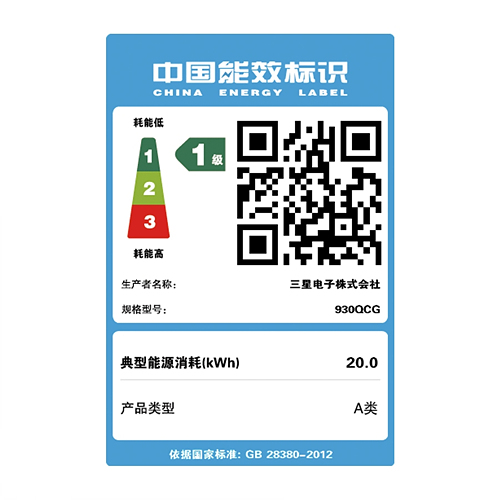 中国能效标识
CHINA ENERGY LABEL
耗能低
1
2
3
1级
耗能高
生产者名称: 三星电子株式会社
规格型号: 930QCG
典型能源消耗(kWh) 20.0
产品类型 A类
依据国家标准: GB 28380-2012